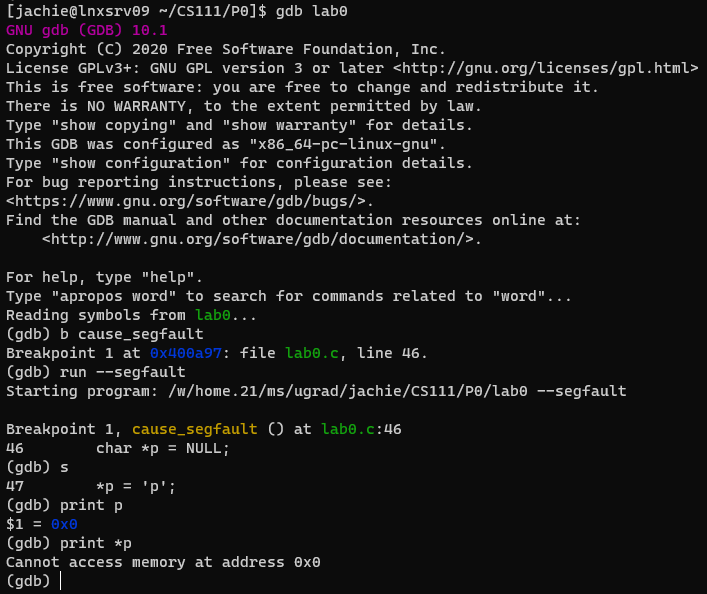 [jachie@lnxsrv09 ~/CS111/P0]$ gdb lab0
GNU gdb (GDB) 10.1
Copyright (C) 2020 Free Software Foundation, Inc.
License GPLv3+: GNU GPL version 3 or later <http://gnu.org/licenses/gpl.html>
This is free software: you are free to change and redistribute it.
There is NO WARRANTY, to the extent permitted by law.
Type "show copying" and "show warranty" for details.
This GDB was configured as "x86_64-pc-linux-gnu".
Type "show configuration" for configuration details.
For bug reporting instructions, please see:
<https://www.gnu.org/software/gdb/bugs/>.
Find the GDB manual and other documentation resources online at:
    <http://www.gnu.org/software/gdb/documentation/>.

For help, type "help".
Type "apropos word" to search for commands related to "word"...
Reading symbols from lab0...
(gdb) b cause_segfault
Breakpoint 1 at 0x400a97: file lab0.c, line 46.
(gdb) run --segfault
Starting program: /w/home.21/ms/ugrad/jachie/CS111/P0/lab0 --segfault

Breakpoint 1, cause_segfault () at lab0.c:46
46        char *p = NULL;
(gdb) s
47        *p = 'p';
(gdb) print p
$1 = 0x0
(gdb) print *p
Cannot access memory at address 0x0
(gdb)